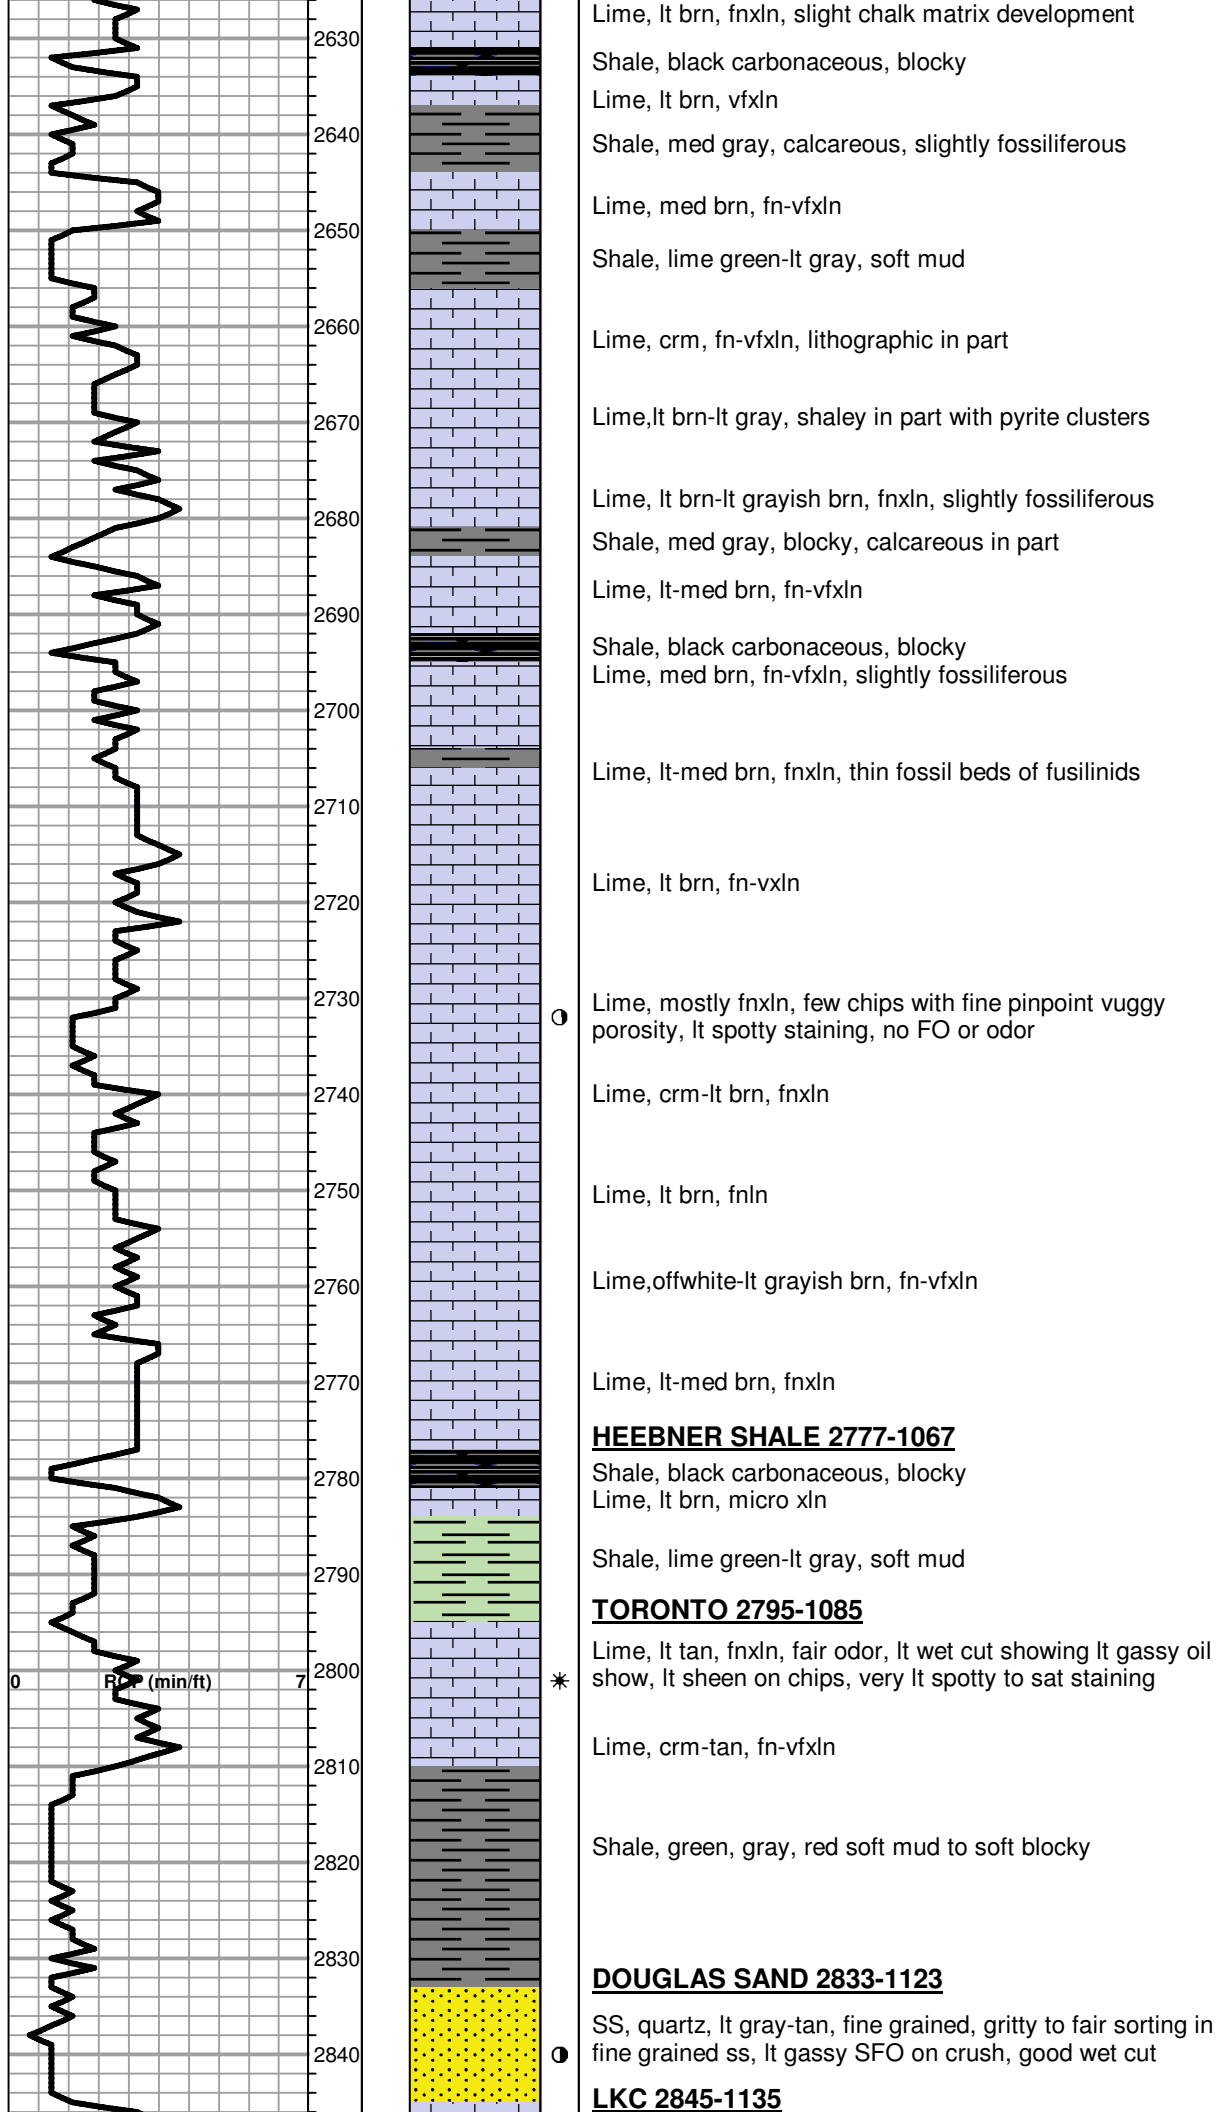 Lime, lt brn, fnxln, slight chalk matrix development
2630
Shale, black carbonaceous, blocky
Lime, lt brn, vfxln
2640
Shale, med gray, calcareous, slightly fossiliferous
Lime, med brn, fn-vfxln
2650
Shale, lime green-lt gray, soft mud
2660
Lime, crm, fn-vfxln, lithographic in part
2670
Lime,lt brn-lt gray, shaley in part with pyrite clusters
Lime, lt brn-lt grayish brn, fnxln, slightly fossiliferous
2680
Shale, med gray, blocky, calcareous in part
Lime, lt-med brn, fn-vfxln
2690
Shale, black carbonaceous, blocky
Lime, med brn, fn-vfxln, slightly fossiliferous
2700
Lime, lt-med brn, fnxln, thin fossil beds of fusilinids
2710
Lime, lt brn, fn-vxln
2720
2730
Lime, mostly fnxln, few chips with fine pinpoint vuggy
porosity, lt spotty staining, no FO or odor
2740
Lime, crm-lt brn, fnxln
2750
Lime, lt brn, fnln
2760
Lime,offwhite-lt grayish brn, fn-vfxln
2770
Lime, lt-med brn, fnxln
HEEBNER SHALE 2777-1067
2780
Shale, black carbonaceous, blocky
Lime, lt brn, micro xln
Shale, lime green-lt gray, soft mud
2790
TORONTO 2795-1085
Lime, lt tan, fnxln, fair odor, lt wet cut showing lt gassy oil
show, lt sheen on chips, very lt spotty to sat staining
2800
0 ROP (min/ft) 7
Lime, crm-tan, fn-vfxln
2810
Shale, green, gray, red soft mud to soft blocky
2820
2830
DOUGLAS SAND 2833-1123
SS, quartz, lt gray-tan, fine grained, gritty to fair sorting in
fine grained ss, lt gassy SFO on crush, good wet cut
2840
LKC 2845-1135